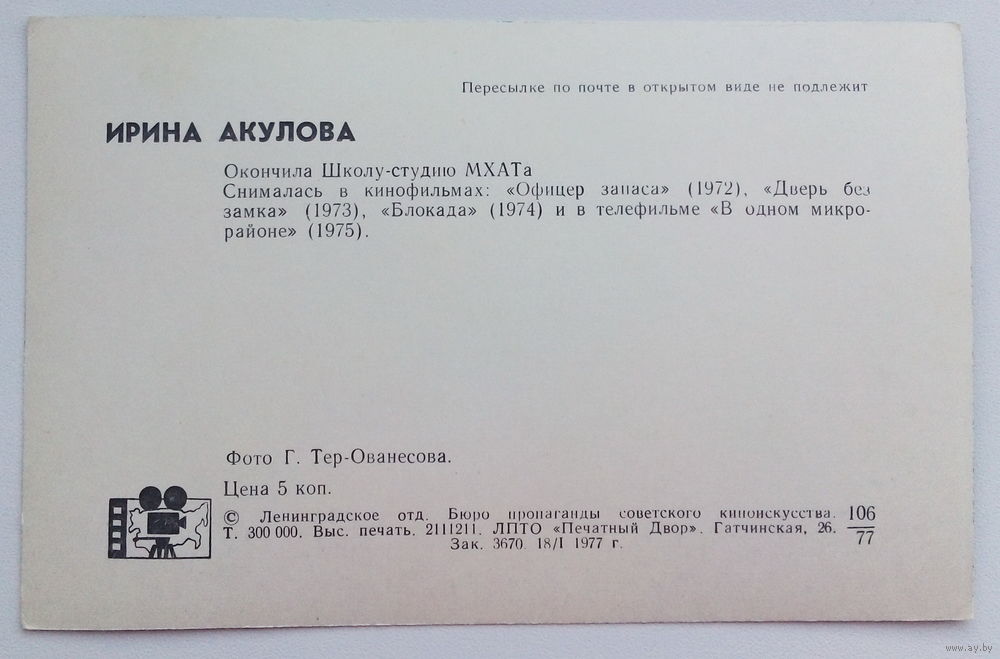 Пересылке по почте в открытом виде не подлежит
ИРИНА АКУЛОВА
Окончила Школу-студию МХАТа
Снималась в кинофильмах: «Офицер запаса» (1972), «Дверь без
замка» (1973), «Блокада» (1974) и в телефильме «В одном микро-
районе» (1975).
Фото Г. Тер-Ованесова.
Цена 5 коп.
© Ленинградское отд. Бюро пропаганды советского киноискусства. 106
Т. 300 000. Выс. печать. 2111211. ЛПТО «Печатный Двор». Гатчинская, 26. 77
Зак. 3670 18/I 1977 г.
www.ay.by